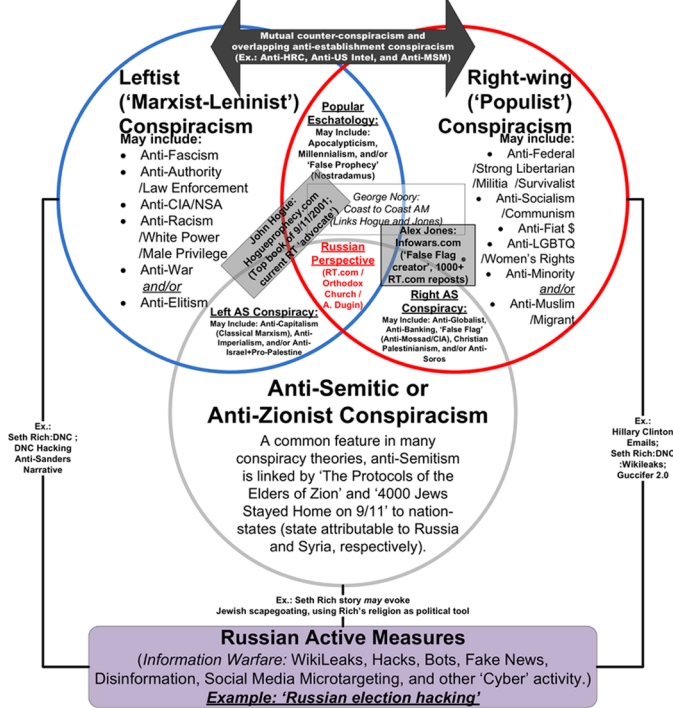 Mutual counter-conspiracism and
overlapping anti-establishment conspiracism
(Ex.: Anti-HRC, Anti-US Intel, and Anti-MSM)
Leftist
(‘Marxist-Leninist’)
Conspiracism
May include:
• Anti-Fascism
• Anti-Authority
/Law Enforcement
• Anti-CIA/NSA
• Anti-Racism
/White Power
/Male Privilege
• Anti-War
and/or
• Anti-Elitism
Popular
Eschatology:
May Include:
Apocalypticism,
Millennialism, and/or
‘False Prophecy’
(Nostradamus)
Right-wing
(‘Populist’)
Conspiracism
May include:
• Anti-Federal
/Strong Libertarian
/Militia /Survivalist
• Anti-Socialism
/Communism
• Anti-Fiat $
• Anti-LGBTQ
/Women's Rights
• Anti-Minority
and/or
• Anti-Muslim
/Migrant
John Hogue:
Hogueprophecy.com
(Top book of 9/11/2001;
current RT ‘advocate’)
George Noory:
Coast to Coast AM
(Links Hogue and Jones)
Alex Jones:
Infowars.com
(‘False Flag
creator’, 1000+
RT.com reposts)
Russian
Perspective
(RT.com /
Orthodox
Church /
A. Dugin)
Left AS Conspiracy:
May Include: Anti-Capitalism
(Classical Marxism), Anti-
Imperialism, and/or Anti-
Israel+Pro-Palestine
Right AS
Conspiracy:
May Include: Anti-Globalist,
Anti-Banking, ‘False Flag’
(Anti-Mossad/CIA), Christian
Palestinianism, and/or Anti-
Soros
Anti-Semitic or
Anti-Zionist Conspiracism
A common feature in many
conspiracy theories, anti-Semitism
is linked by ‘The Protocols of the
Elders of Zion’ and ‘4000 Jews
Stayed Home on 9/11’ to nation-
states (state attributable to Russia
and Syria, respectively).
Ex.:
Seth Rich:DNC ;
DNC Hacking
Anti-Sanders
Narrative
Ex.:
Hillary Clinton
Emails;
Seth Rich:DNC
:Wikileaks;
Guccifer 2.0
Ex.: Seth Rich story may evoke
Jewish scapegoating, using Rich's religion as political tool
Russian Active Measures
(Information Warfare: WikiLeaks, Hacks, Bots, Fake News,
Disinformation, Social Media Microtargeting, and other ‘Cyber’ activity.)
Example: ‘Russian election hacking’